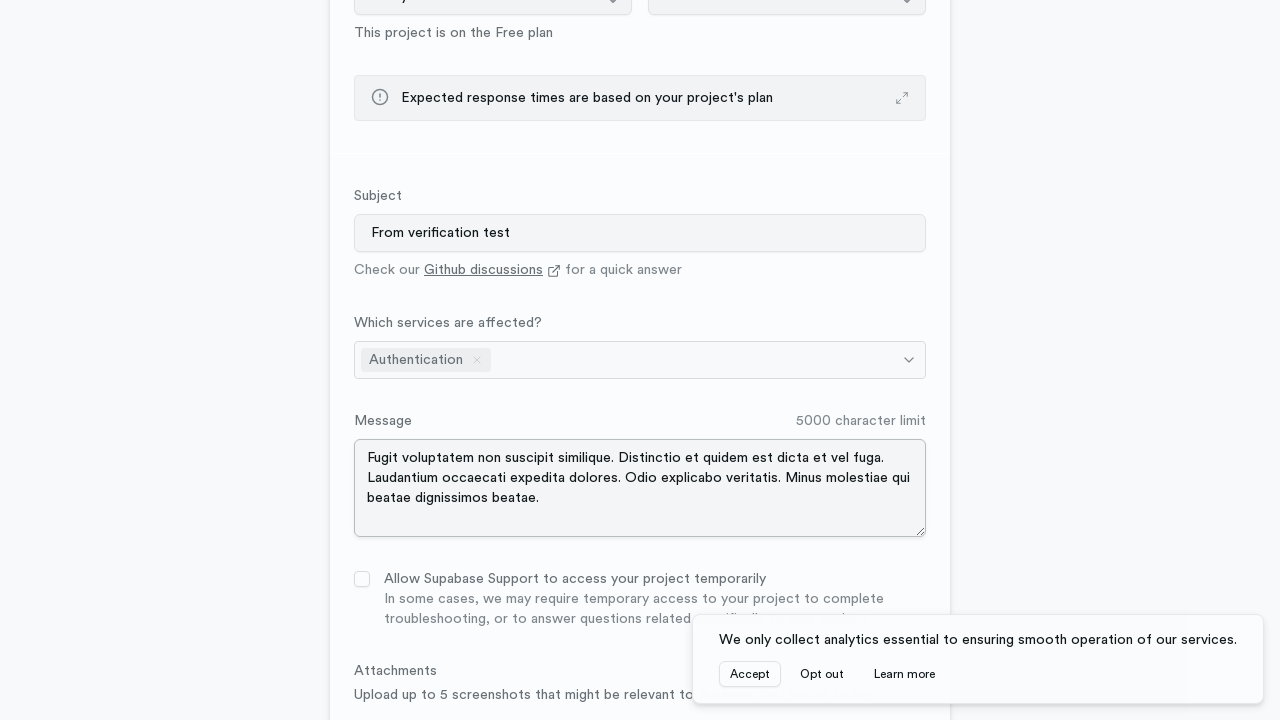 This project is on the Free plan
Expected response times are based on your project's plan
Subject
From verification test
Check our Github discussions for a quick answer
Which services are affected?
Authentication
Message 5000 character limit
Fugit voluptatem non suscipit similique. Distinctio et quidem est dicta et vel fuga.
Laudantium occaecati expedita dolores. Odio explicabo veritatis. Minus molestiae qui
beatae dignissimos beatae.
Allow Supabase Support to access your project temporarily
In some cases, we may require temporary access to your project to complete
troubleshooting, or to answer questions related
We only collect analytics essential to ensuring smooth operation of our services.
Accept Opt out Learn more
Attachments
Upload up to 5 screenshots that might be relevant to